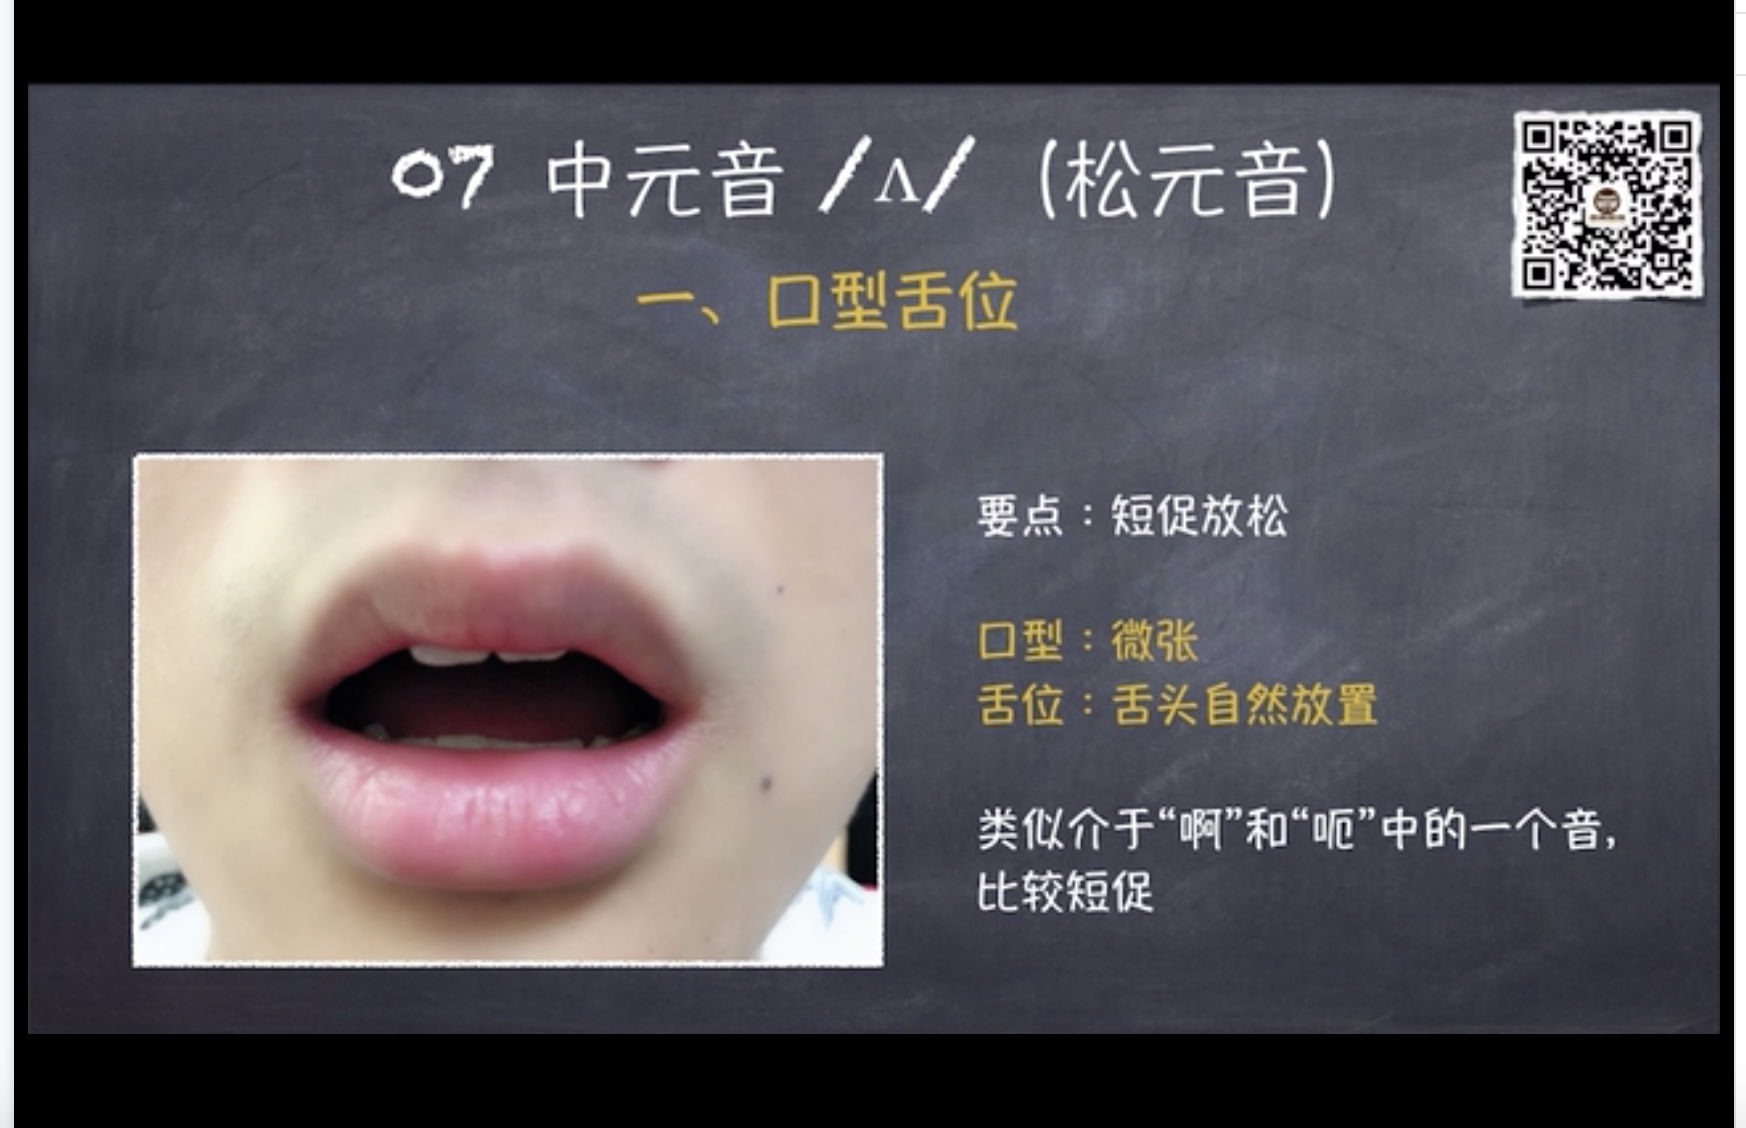 07 中元音 /ʌ/ (松元音)
一、口型舌位
要点：短促放松
口型：微张
舌位：舌头自然放置
类似介于“啊”和“呃”中的一个音，
比较短促